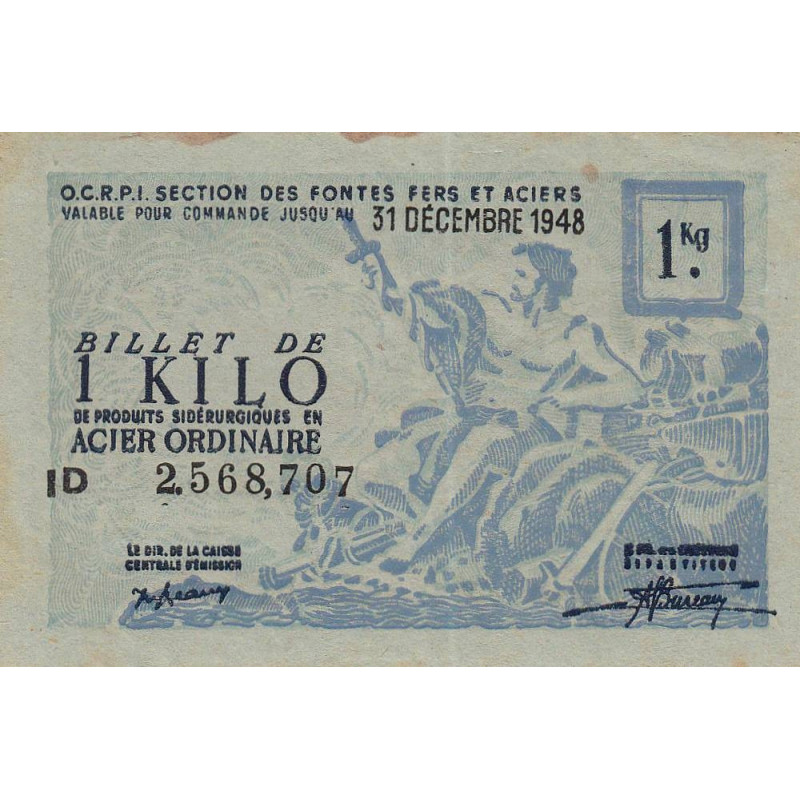 O.C.R.P.I. SECTION DES FONTES FERS ET ACIERS
VALABLE POUR COMMANDE JUSQU'AU 31 DÉCEMBRE 1948
1 Kg.
BILLET DE
1 KILO
DE PRODUITS SIDÉRURGIQUES EN
ACIER ORDINAIRE
ID 2.568,707
LE DIR. DE LA CAISSE
CENTRALE D'ÉMISSION